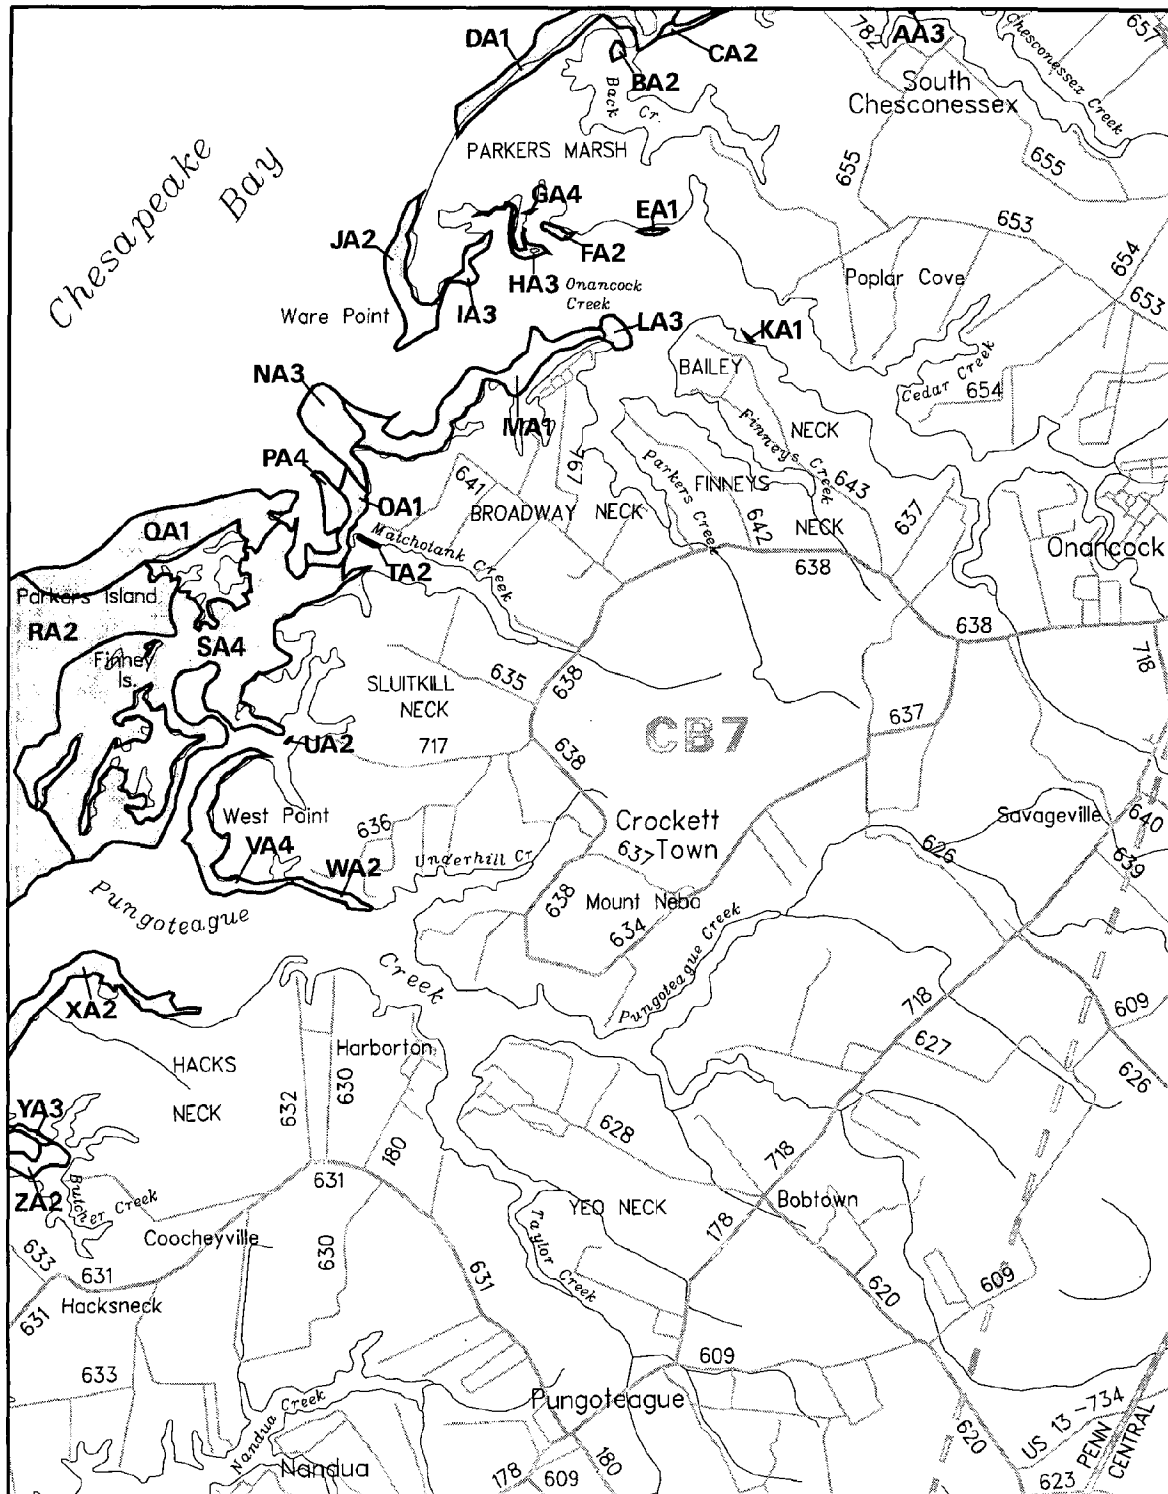 DA1
CA2
782
AA3
657
Chesconessex Creek
BA2
South
Chesconessex
Back
Cr.
Chesapeake
Bay
PARKERS MARSH
655
655
GA4
EA1
653
JA2
FA2
654
HA3
Onancock
Creek
Poplar Cove
653
Ware Point
IA3
LA3
KA1
NA3
BAILEY
NECK
Cedar Creek
654
MA1
Finneys Creek
PA4
767
641
Parkers Creek
FINNEYS
NECK
643
637
OA1
BROADWAY NECK
642
QA1
Matchotank Creek
Onancock
638
TA2
Parkers Island
RA2
SA4
638
718
Finney
Is.
635
638
SLUITKILL
NECK
637
UA2
717
CB7
638
West Point
636
Crockett
Town
637
Savageville
640
VA4
WA2
Underhill Cr
626
639
Pungoteague
Creek
638
Mount Nebo
634
Pungoteague Creek
XA2
718
609
HACKS
NECK
Harborton
627
626
632
630
YA3
628
180
718
631
ZA2
Butcher Creek
YEO NECK
Bobtown
178
Coocheyville
Taylor
Creek
633
631
630
631
620
609
631
Hacksneck
633
609
Pungoteague
Nandua Creek
US 13 -734
PENN
CENTRAL
620
Nandua
178
609
180
623